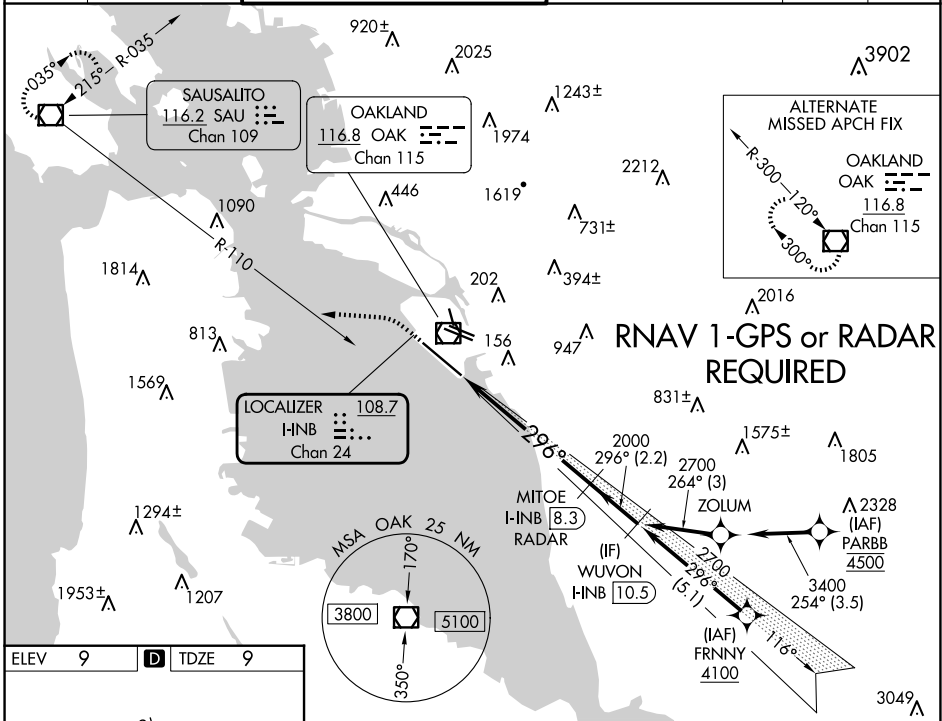 920±
2025
3902
035°
215°
R-035
SAUSALITO
116.2 SAU
Chan 109
OAKLAND
116.8 OAK
Chan 115
1243±
1974
ALTERNATE
MISSED APCH FIX
R-300
120°
300°
OAKLAND
OAK
116.8
Chan 115
2212
446
1619
731±
1090
R-110
1814
394±
202
2016
813
156
947
RNAV 1-GPS or RADAR
REQUIRED
1569
831±
LOCALIZER 108.7
I-INB
Chan 24
296°
2000
296° (2.2)
2700
264° (3)
1575±
1805
MITOE
I-INB 8.3
RADAR
ZOLUM
2328
(IAF)
PARBB
4500
1294±
MSA OAK 25 NM
170°
3800
5100
350°
(IF)
WUVON
I-INB 10.5
2700
296°
(5.1)
3400
254° (3.5)
1953±
1207
(IAF)
FRNNY
4100
116°
3049
ELEV 9 D TDZE 9